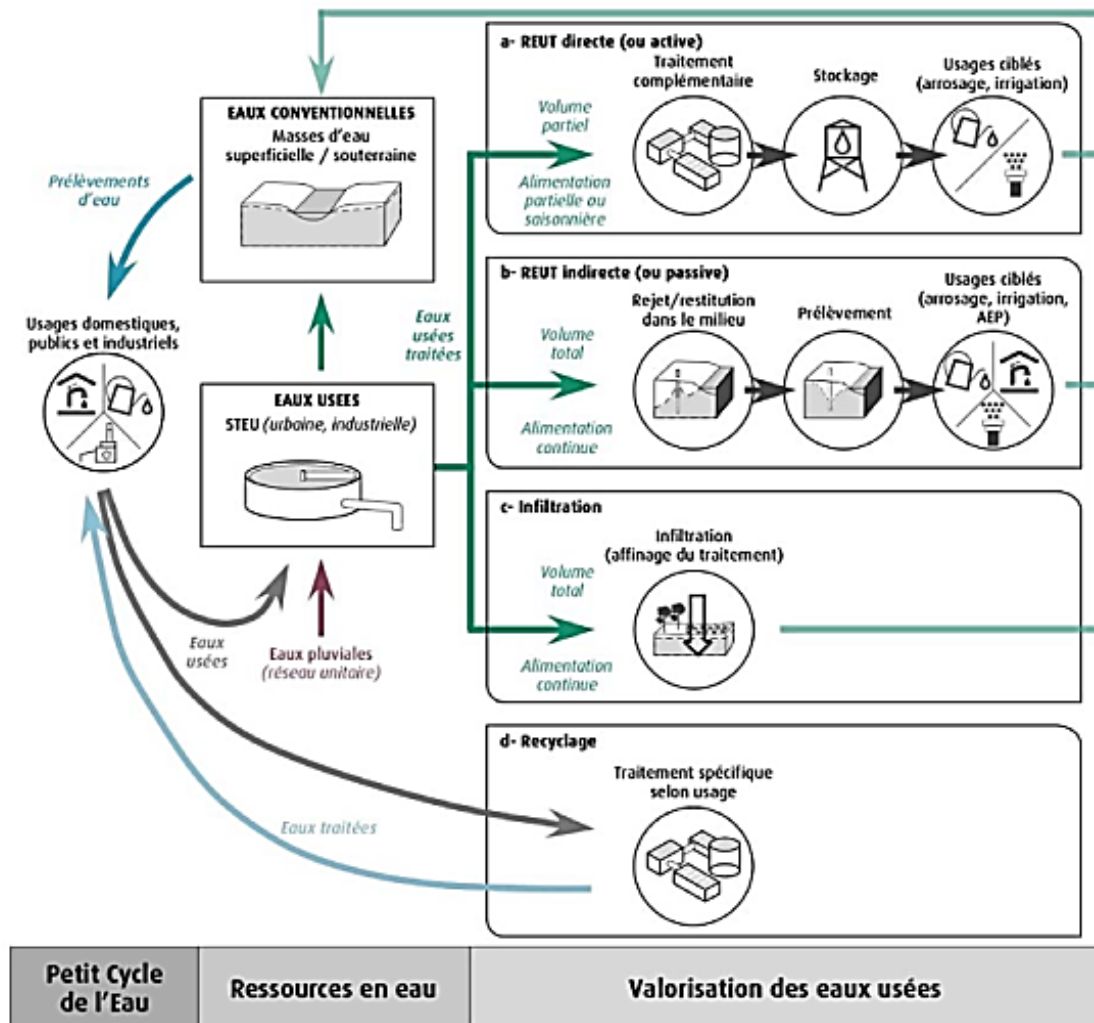 EAUX CONVENTIONNELLES
Masses d'eau
superficielle / souterraine
Prélèvements
d'eau
Usages domestiques,
publics et industriels
EAUX USEES
STEU (urbaine, industrielle)
Eaux
usées
Eaux pluviales
(réseau unitaire)
Eaux traitées
Eaux
usées
traitées
a- REUT directe (ou active)
Volume
partiel
Alimentation
partielle ou
saisonnière
Traitement
complémentaire
Stockage
Usages ciblés
(arrosage, irrigation)
b- REUT indirecte (ou passive)
Volume
total
Alimentation
continue
Rejet/restitution
dans le milieu
Prélèvement
Usages ciblés
(arrosage, irrigation,
AEP)
c- Infiltration
Volume
total
Alimentation
continue
Infiltration
(affinage du traitement)
d- Recyclage
Traitement spécifique
selon usage
Petit Cycle
de l'Eau
Ressources en eau
Valorisation des eaux usées